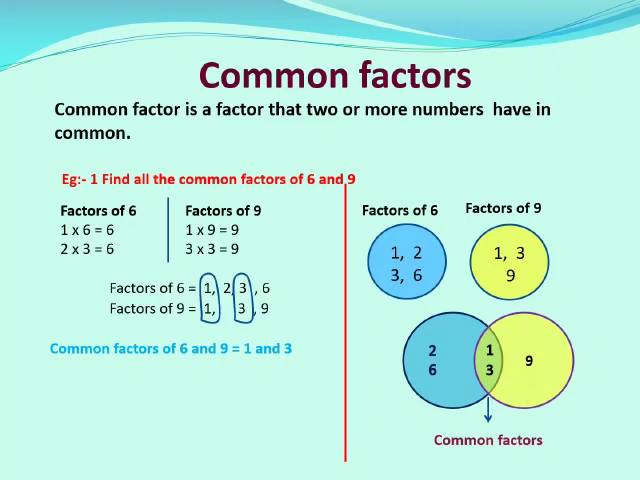 Common factors
Common factor is a factor that two or more numbers have in
common.
Eg:- 1 Find all the common factors of 6 and 9
Factors of 6
1 x 6 = 6
2 x 3 = 6
Factors of 9
1 x 9 = 9
3 x 3 = 9
Factors of 6 = 1, 2, 3 , 6
Factors of 9 = 1, 3 , 9
Common factors of 6 and 9 = 1 and 3
Factors of 6
1, 2
3, 6
Factors of 9
1, 3
9
2
6
1
3
9
Common factors